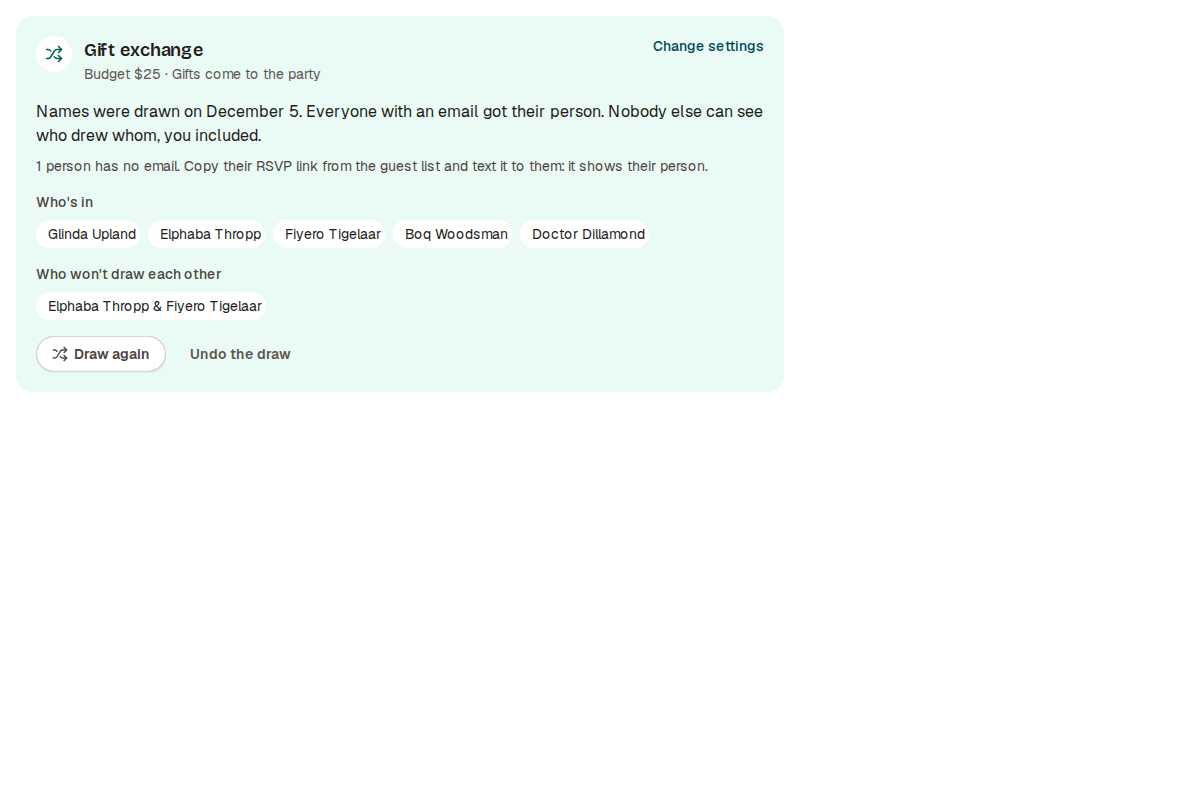 Gift exchange
Change settings
Budget $25 · Gifts come to the party
Names were drawn on December 5. Everyone with an email got their person. Nobody else can see
who drew whom, you included.
1 person has no email. Copy their RSVP link from the guest list and text it to them: it shows their person.
Who's in
Glinda Upland Elphaba Thropp Fiyero Tigelaar Boq Woodsman Doctor Dillamond
Who won't draw each other
Elphaba Thropp & Fiyero Tigelaar
Draw again Undo the draw